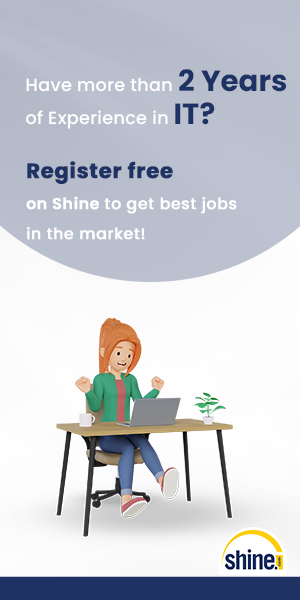 Have more than 2 Years
of Experience in IT?
Register free
on Shine to get best jobs
in the market!
shine.com